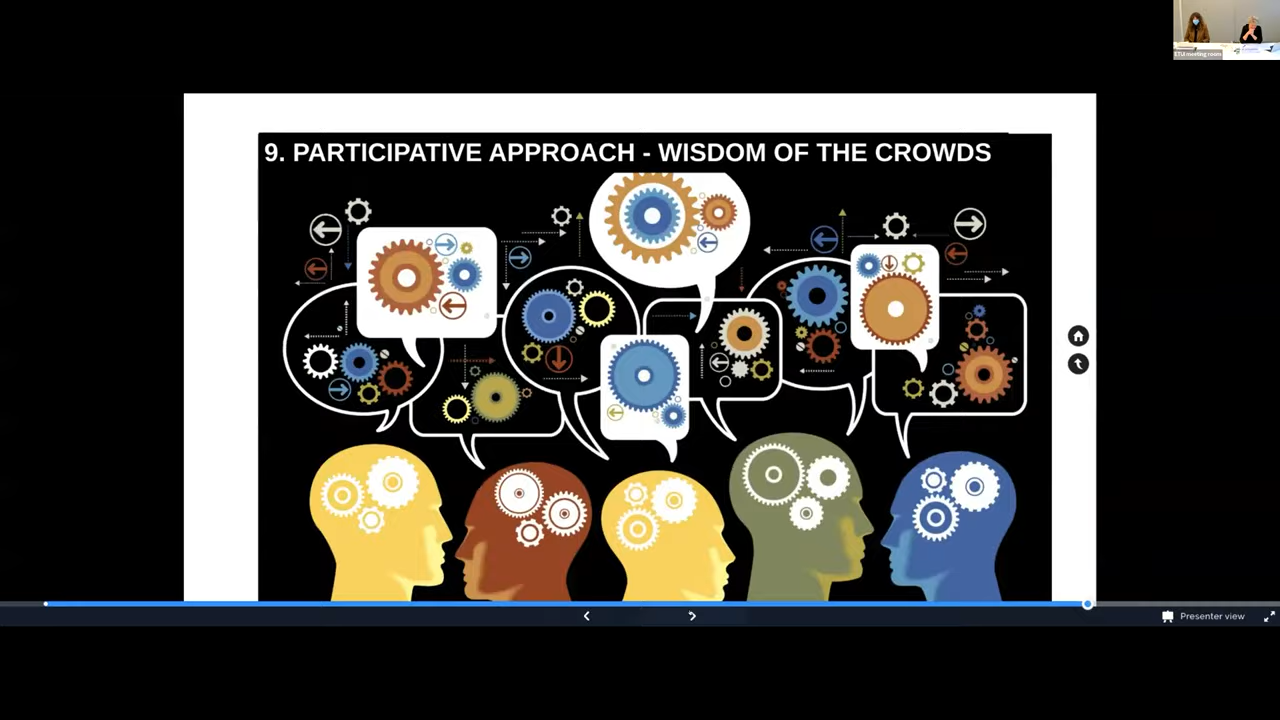 9. PARTICIPATIVE APPROACH - WISDOM OF THE CROWDS
Presenter view